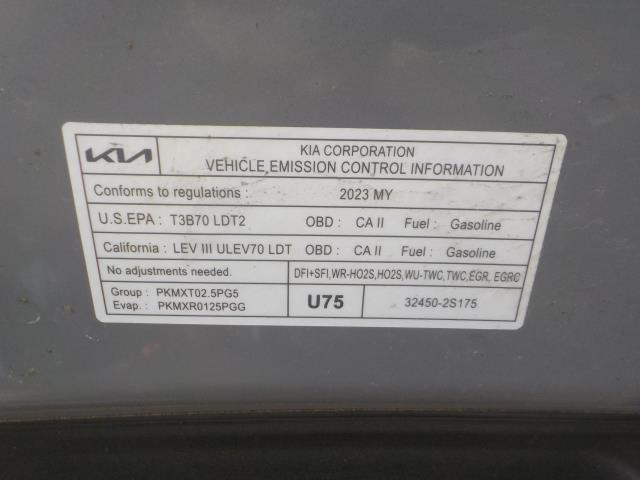 KIA
KIA CORPORATION
VEHICLE EMISSION CONTROL INFORMATION
Conforms to regulations : 2023 MY
U.S.EPA : T3B70 LDT2 OBD : CA II Fuel : Gasoline
California : LEV III ULEV70 LDT OBD : CA II Fuel : Gasoline
No adjustments needed. DFI+SFI,WR-HO2S,HO2S,WU-TWC,TWC,EGR, EGRC
Group : PKMXT02.5PG5
Evap. : PKMXR0125PGG
U75
32450-2S175